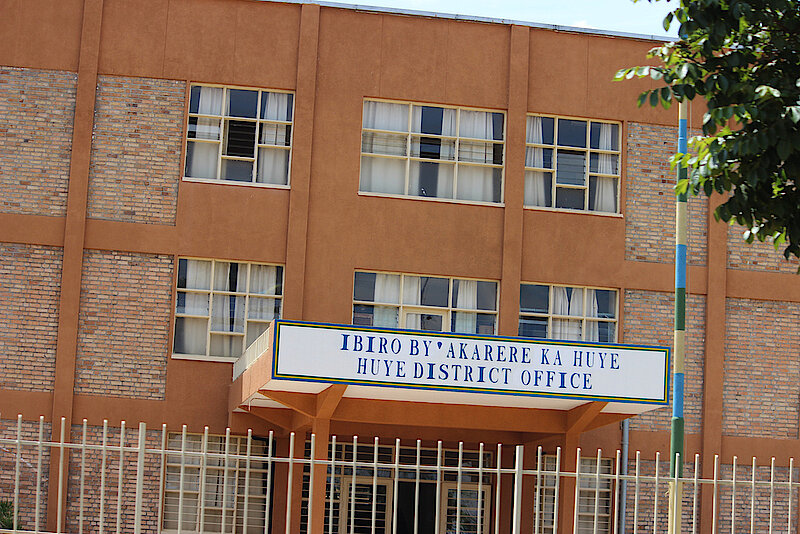 IBIRO BY'AKARERE KA HUYE
HUYE DISTRICT OFFICE